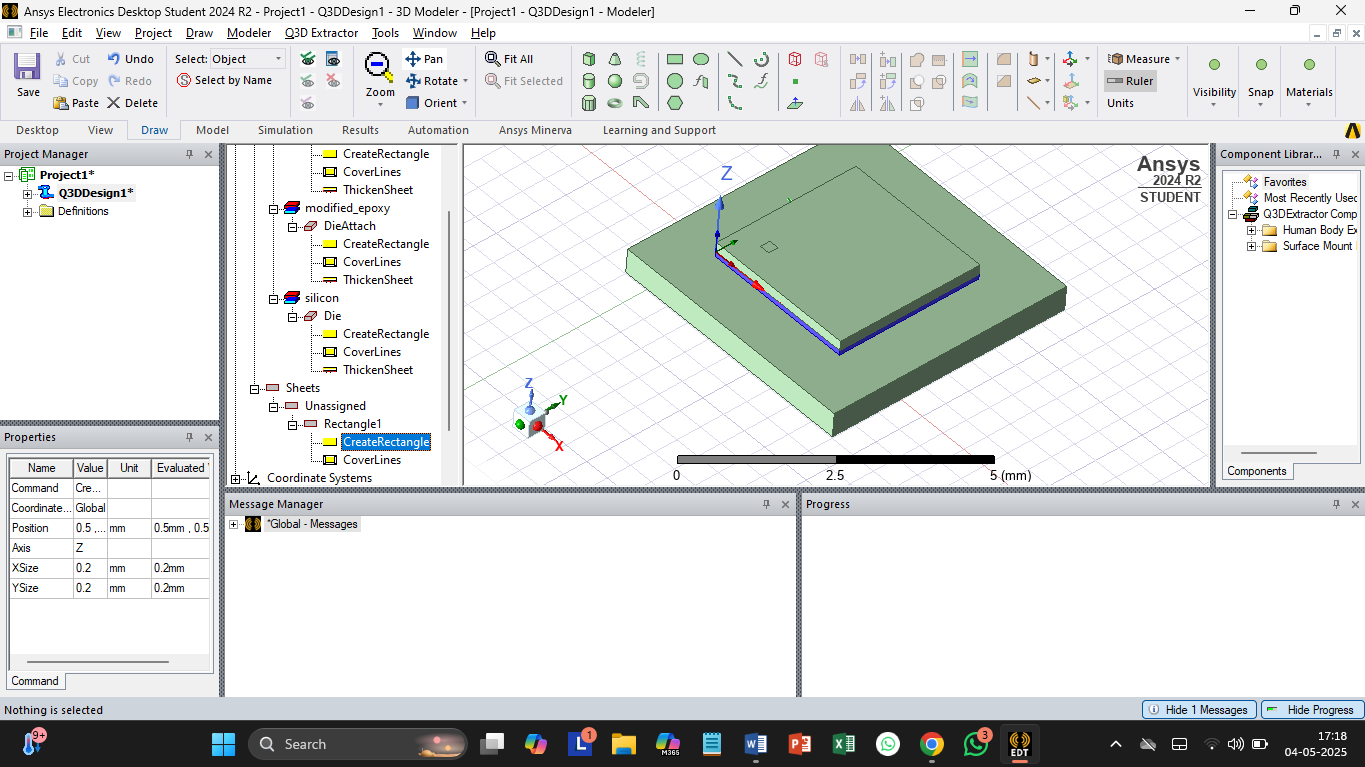 Ansys Electronics Desktop Student 2024 R2 - Project1 - Q3DDesign1 - 3D Modeler - [Project1 - Q3DDesign1 - Modeler]
File Edit View Project Draw Modeler Q3D Extractor Tools Window Help
Save
Cut
Copy
Paste
Undo
Redo
Delete
Select: Object
Select by Name
Zoom
Pan
Rotate
Orient
Fit All
Fit Selected
Measure
Ruler
Units
Visibility
Snap
Materials
Desktop View Draw Model Simulation Results Automation Ansys Minerva Learning and Support
Project Manager
Project1*
Q3DDesign1*
Definitions
CreateRectangle
CoverLines
ThickenSheet
modified_epoxy
DieAttach
CreateRectangle
CoverLines
ThickenSheet
silicon
Die
CreateRectangle
CoverLines
ThickenSheet
Sheets
Unassigned
Rectangle1
CreateRectangle
CoverLines
Coordinate Systems
Z
Z
Y
X
0 2.5 5 (mm)
Ansys
2024 R2
STUDENT
Component Librar...
Favorites
Most Recently Used
Q3DExtractor Comp
Human Body Ex
Surface Mount
Components
Properties
Name Value Unit Evaluated
Command Cre...
Coordinate... Global
Position 0.5 ,... mm 0.5mm , 0.5
Axis Z
XSize 0.2 mm 0.2mm
YSize 0.2 mm 0.2mm
Command
Message Manager
*Global - Messages
Progress
Nothing is selected
Hide 1 Messages
Hide Progress
9+
Search
1
L
M365
W
P
X
3
EDT
17:18
04-05-2025